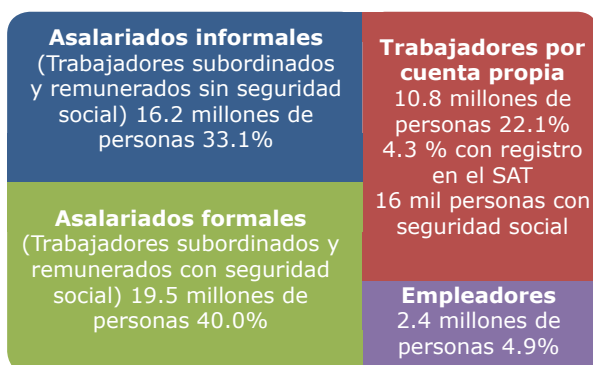 Asalariados informales
(Trabajadores subordinados
y remunerados sin seguridad
social) 16.2 millones de
personas 33.1%
Asalariados formales
(Trabajadores subordinados y
remunerados con seguridad
social) 19.5 millones de
personas 40.0%
Trabajadores por
cuenta propia
10.8 millones de
personas 22.1%
4.3 % con registro
en el SAT
16 mil personas con
seguridad social
Empleadores
2.4 millones de
personas 4.9%